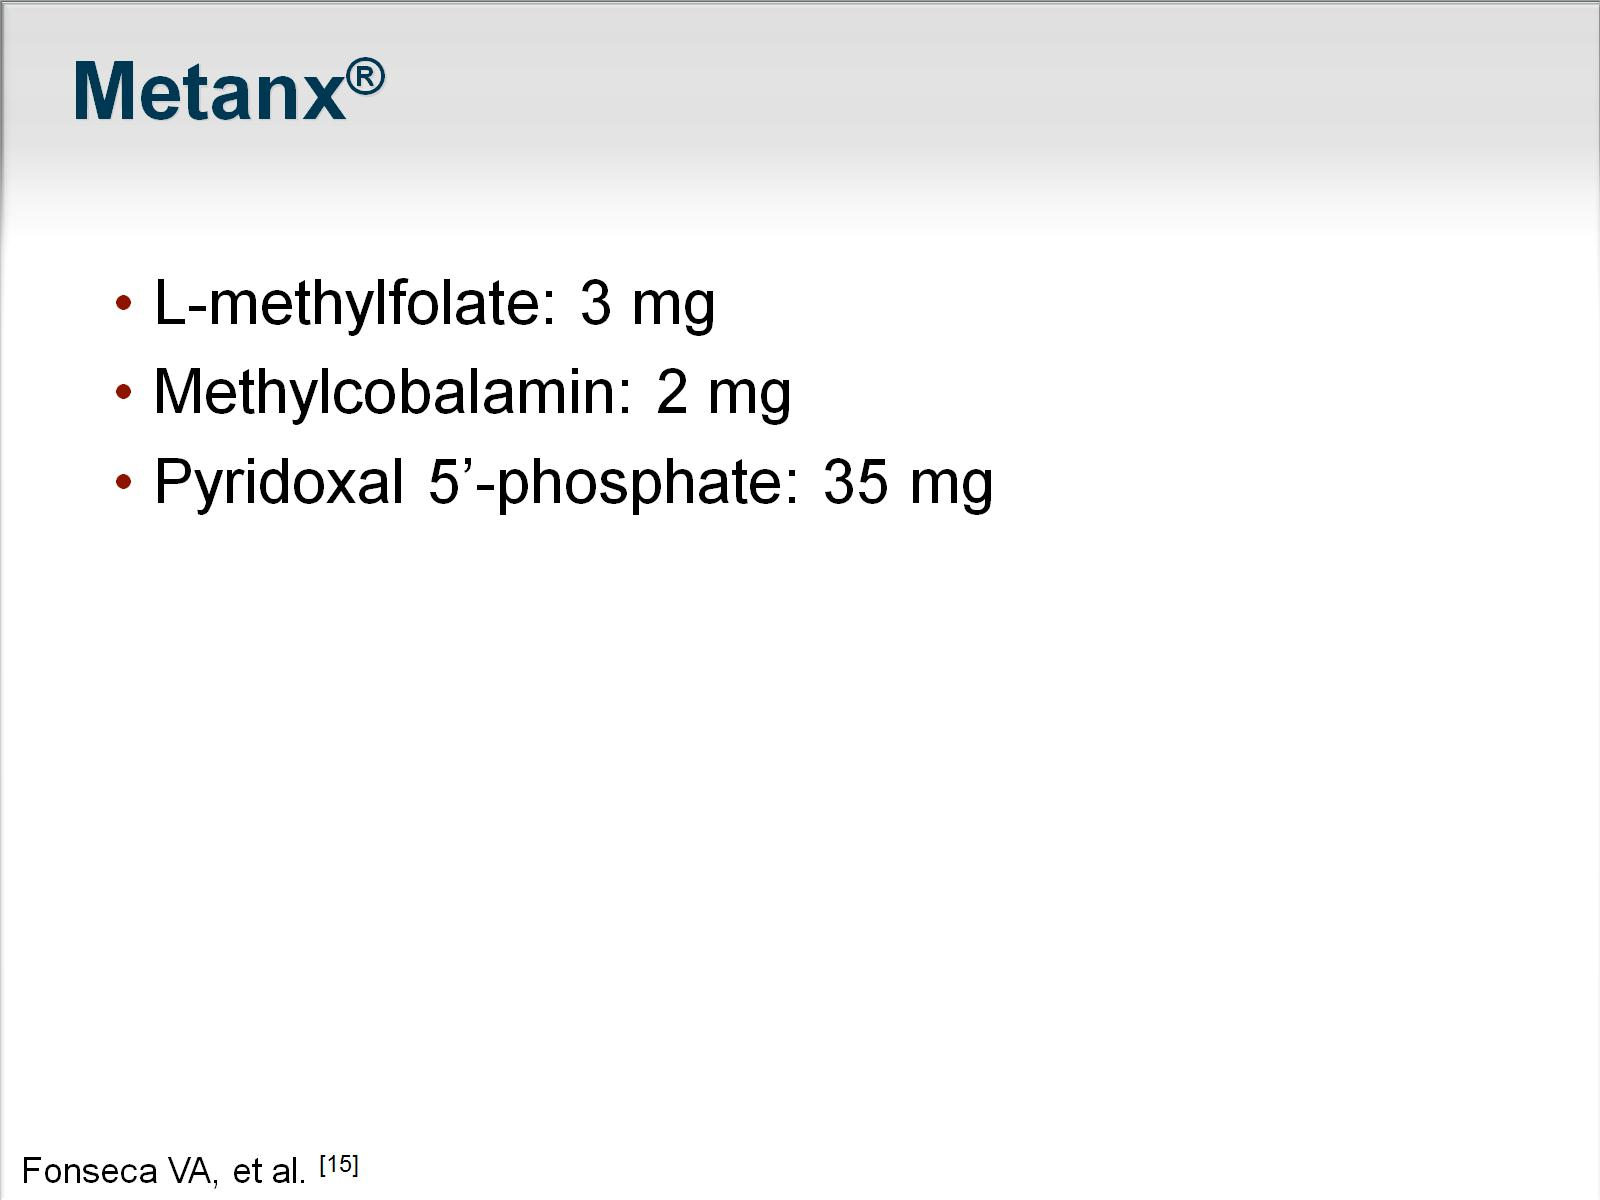 Metanx®
• L-methylfolate: 3 mg
• Methylcobalamin: 2 mg
• Pyridoxal 5’-phosphate: 35 mg
Fonseca VA, et al. [15]